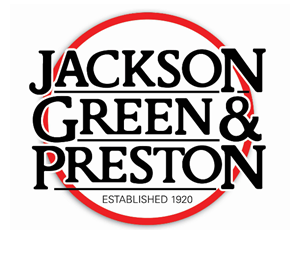 JACKSON
GREEN &
PRESTON
ESTABLISHED 1920